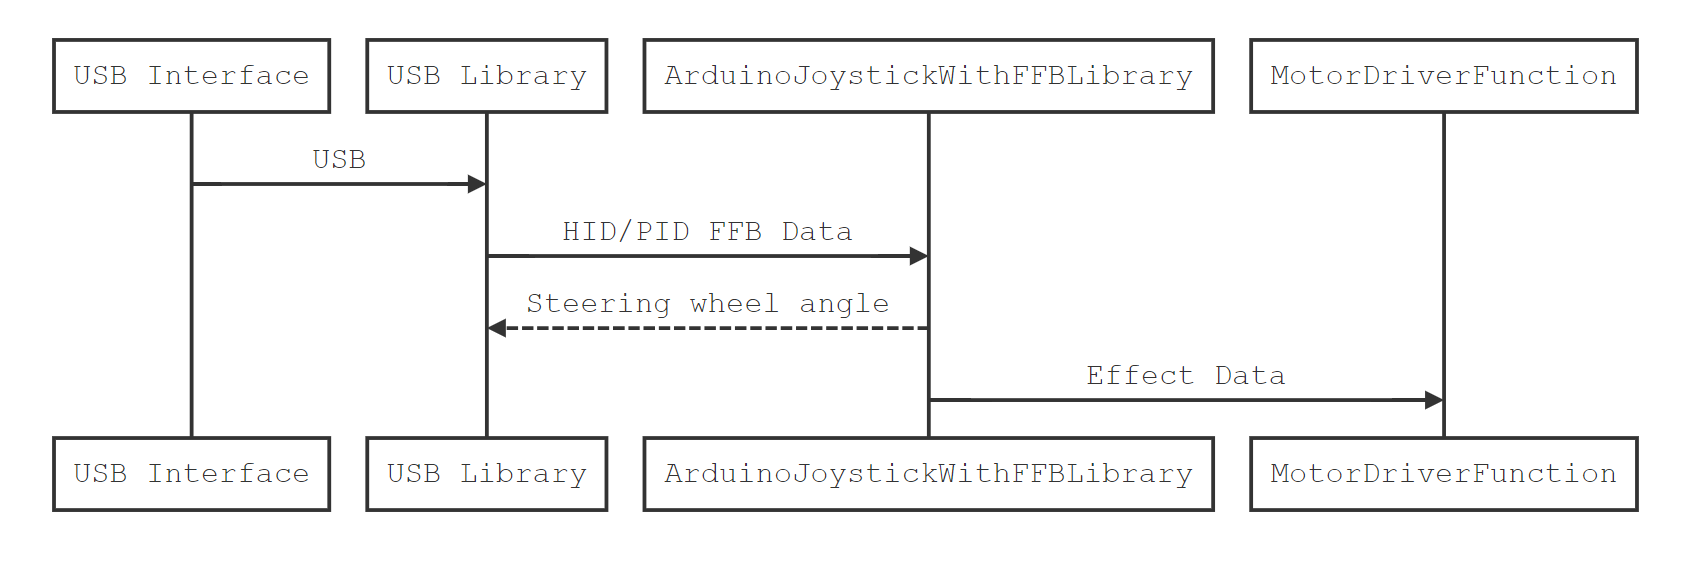 USB Interface
USB Library
ArduinoJoystickWithFFBLibrary
MotorDriverFunction
USB
HID/PID FFB Data
Steering wheel angle
Effect Data
USB Interface
USB Library
ArduinoJoystickWithFFBLibrary
MotorDriverFunction